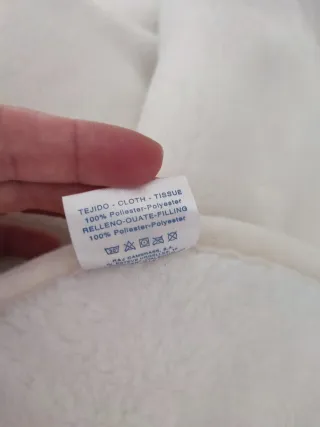 TEJIDO - CLOTH - TISSUE
100% Poliester-Polyester
RELLENO-OUATE-FILLING
100% Poliester-Polyester